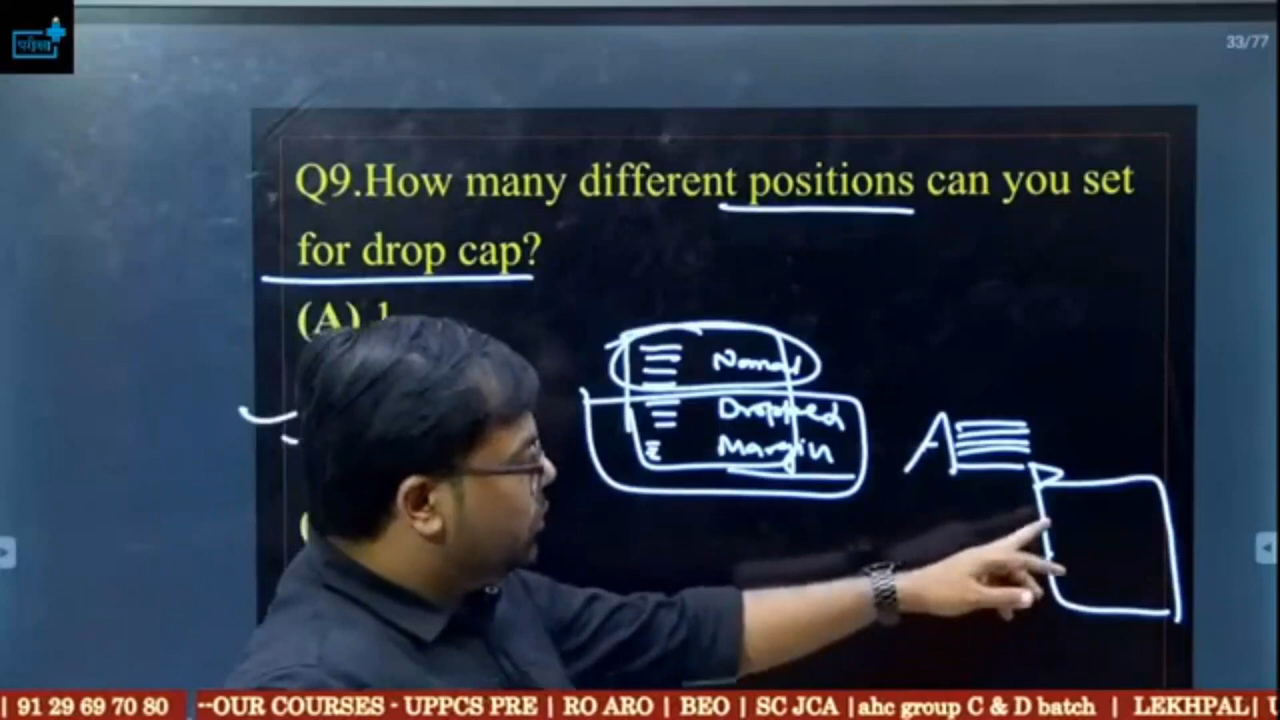 परीक्षा
33/77
Q9.How many different positions can you set
for drop cap?
(A) 1
Normal
Dropped
Margin
A
| 91 29 69 70 80 --OUR COURSES - UPPCS PRE | RO ARO | BEO | SC JCA |ahc group C & D batch | LEKHPAL| U